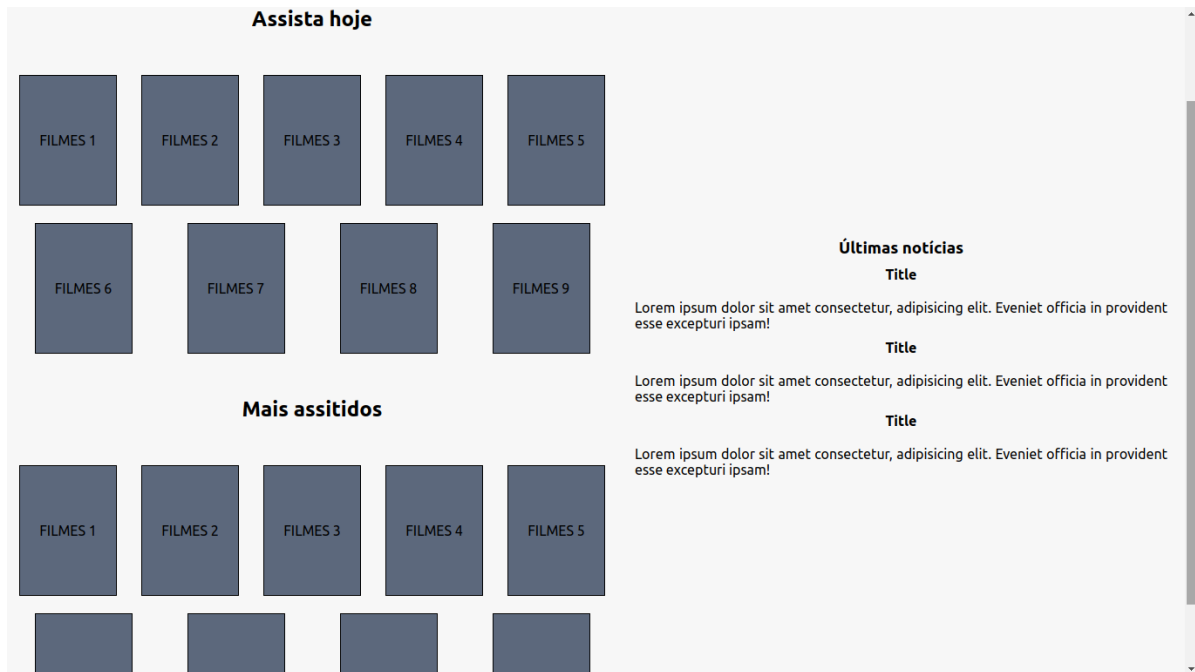 Assista hoje
FILMES 1
FILMES 2
FILMES 3
FILMES 4
FILMES 5
FILMES 6
FILMES 7
FILMES 8
FILMES 9
Mais assitidos
FILMES 1
FILMES 2
FILMES 3
FILMES 4
FILMES 5
Últimas notícias
Title
Lorem ipsum dolor sit amet consectetur, adipisicing elit. Eveniet officia in provident
esse excepturi ipsam!
Title
Lorem ipsum dolor sit amet consectetur, adipisicing elit. Eveniet officia in provident
esse excepturi ipsam!
Title
Lorem ipsum dolor sit amet consectetur, adipisicing elit. Eveniet officia in provident
esse excepturi ipsam!